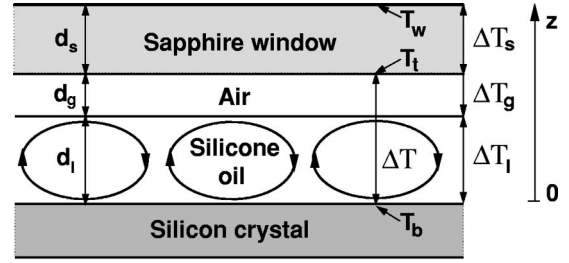 d_s
Sapphire window
T_w
ΔT_s
z
T_t
d_g
Air
ΔT_g
d_l
Silicone
oil
ΔT
ΔT_l
0
Silicon crystal
T_b